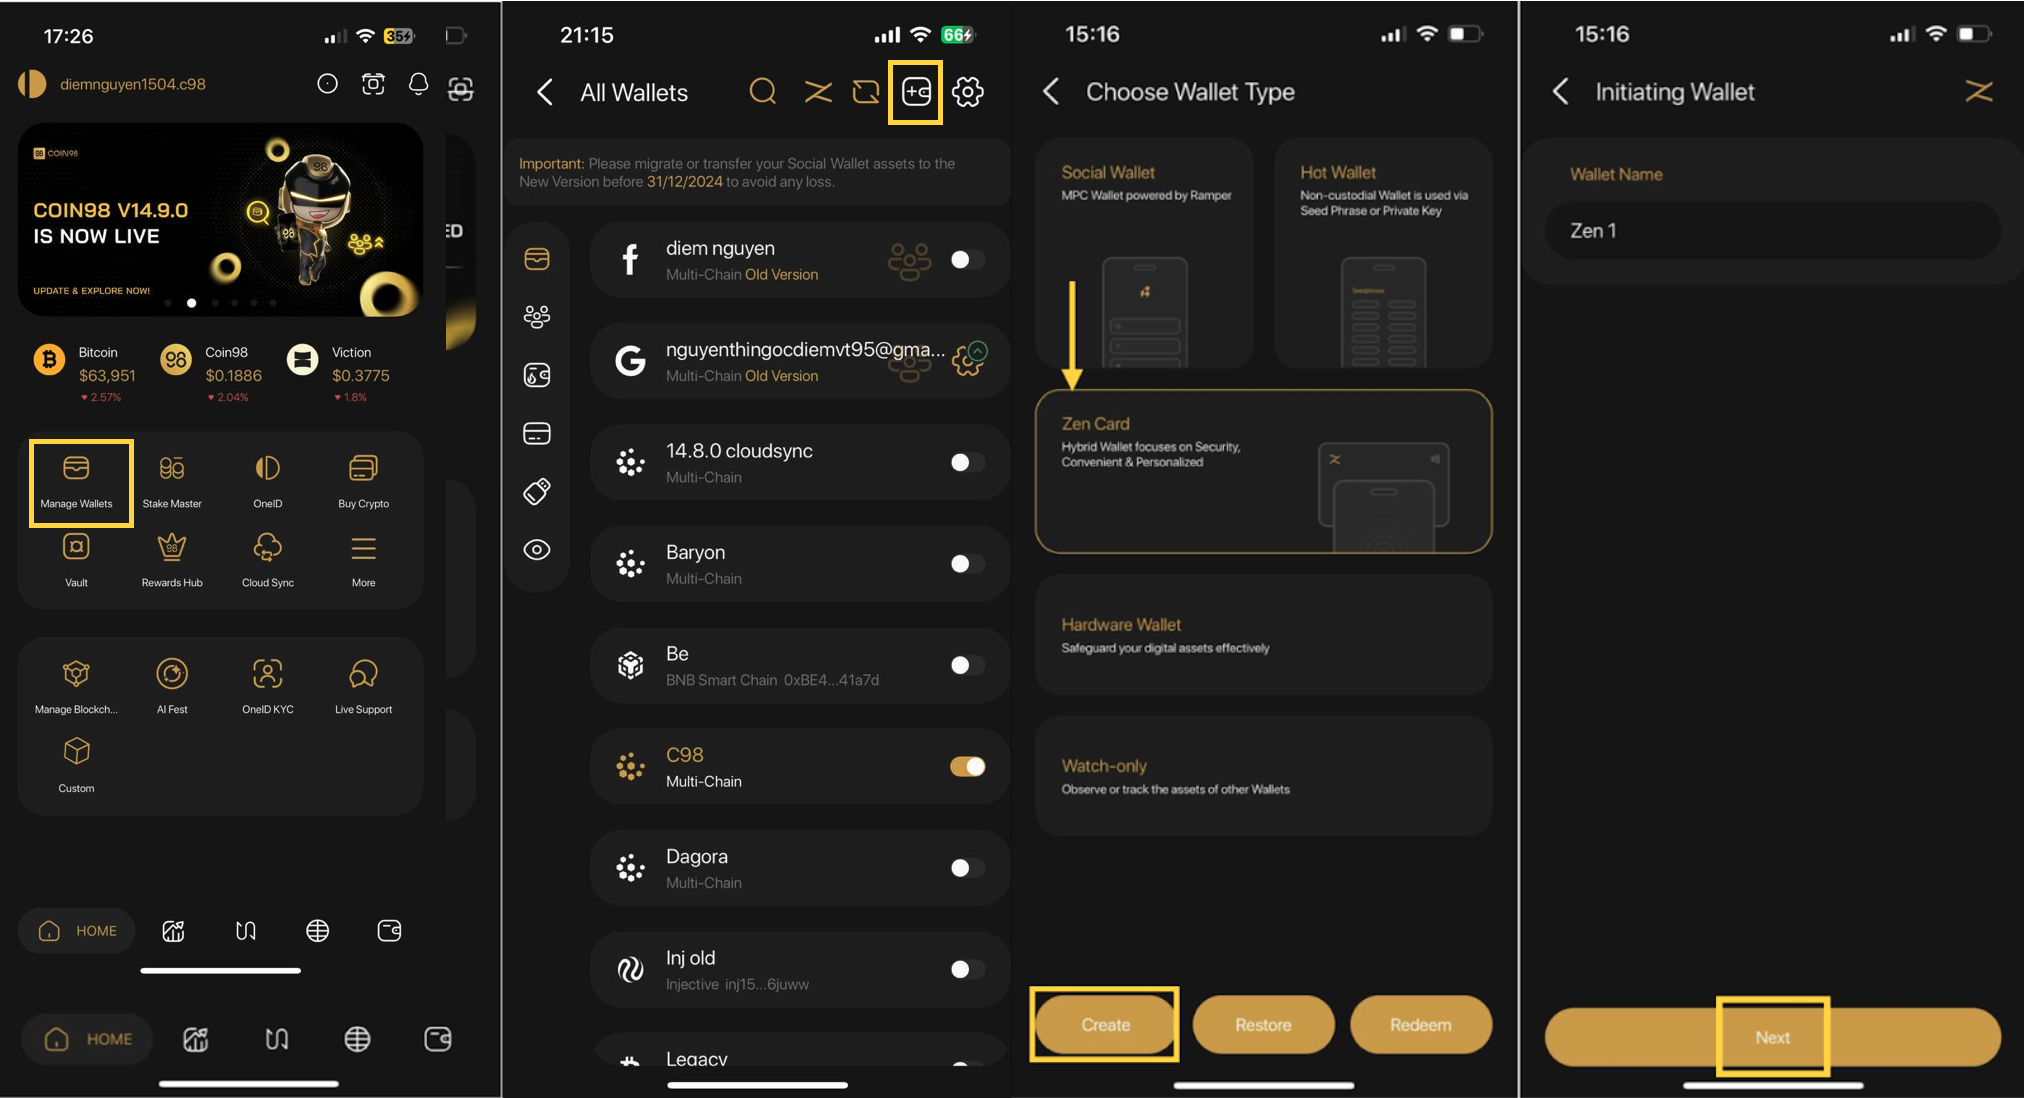 17:26
35
diemnguyen1504.c98
98 COIN98
COIN98 V14.9.0
IS NOW LIVE
UPDATE & EXPLORE NOW!
98
98
ED
Bitcoin
$63,951
2.57%
Coin98
$0.1886
2.04%
Viction
$0.3775
1.8%
Manage Wallets
Stake Master
OneID
Buy Crypto
Vault
Rewards Hub
Cloud Sync
More
Manage Blockch...
AI Fest
OneID KYC
Live Support
Custom
HOME
HOME
21:15
66
All Wallets
Important: Please migrate or transfer your Social Wallet assets to the
New Version before 31/12/2024 to avoid any loss.
diem nguyen
Multi-Chain Old Version
nguyenthingocdiemvt95@gma...
Multi-Chain Old Version
14.8.0 cloudsync
Multi-Chain
Baryon
Multi-Chain
Be
BNB Smart Chain 0xBE4...41a7d
C98
Multi-Chain
Dagora
Multi-Chain
Inj old
Injective inj15...6juww
Legacy
15:16
Choose Wallet Type
Social Wallet
MPC Wallet powered by Ramper
Hot Wallet
Non-custodial Wallet is used via
Seed Phrase or Private Key
Seedphrase
Zen Card
Hybrid Wallet focuses on Security,
Convenient & Personalized
Hardware Wallet
Safeguard your digital assets effectively
Watch-only
Observe or track the assets of other Wallets
Create
Restore
Redeem
15:16
Initiating Wallet
Wallet Name
Zen 1
Next